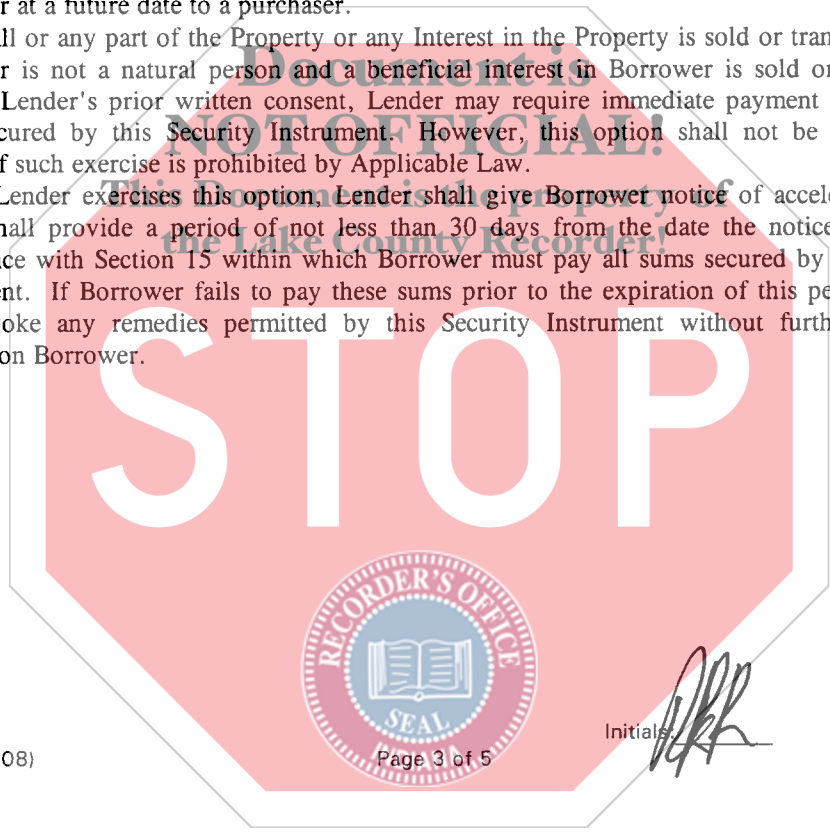 r at a future date to a purchaser.
ll or any part of the Property or any Interest in the Property is sold or tran
r is not a natural person and a beneficial interest in Borrower is sold or
Lender's prior written consent, Lender may require immediate payment
cured by this Security Instrument. However, this option shall not be
f such exercise is prohibited by Applicable Law.
Lender exercises this option, Lender shall give Borrower notice of accele
hall provide a period of not less than 30 days from the date the notice
ce with Section 15 within which Borrower must pay all sums secured by
ent. If Borrower fails to pay these sums prior to the expiration of this pe
oke any remedies permitted by this Security Instrument without furth
on Borrower.
Document is
NOT OFFICIAL!
This Document is the property of
the Lake County Recorder!
STOP
RECORDER'S OFFICE
SEAL
INDIANA
Initials:
08)
Page 3 of 5